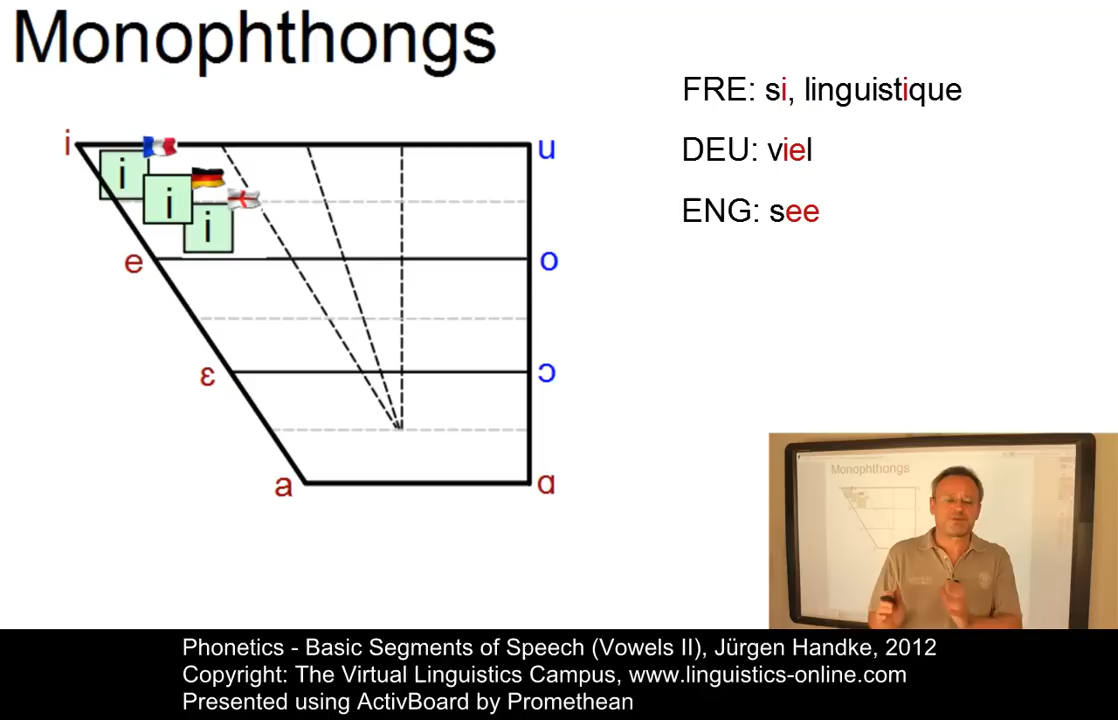 Monophthongs
FRE: si, linguistique
DEU: viel
ENG: see
i
u
i
i
i
e
o
ɛ
ɔ
a
ɑ
Monophthongs
Phonetics - Basic Segments of Speech (Vowels II), Jürgen Handke, 2012
Copyright: The Virtual Linguistics Campus, www.linguistics-online.com
Presented using ActivBoard by Promethean